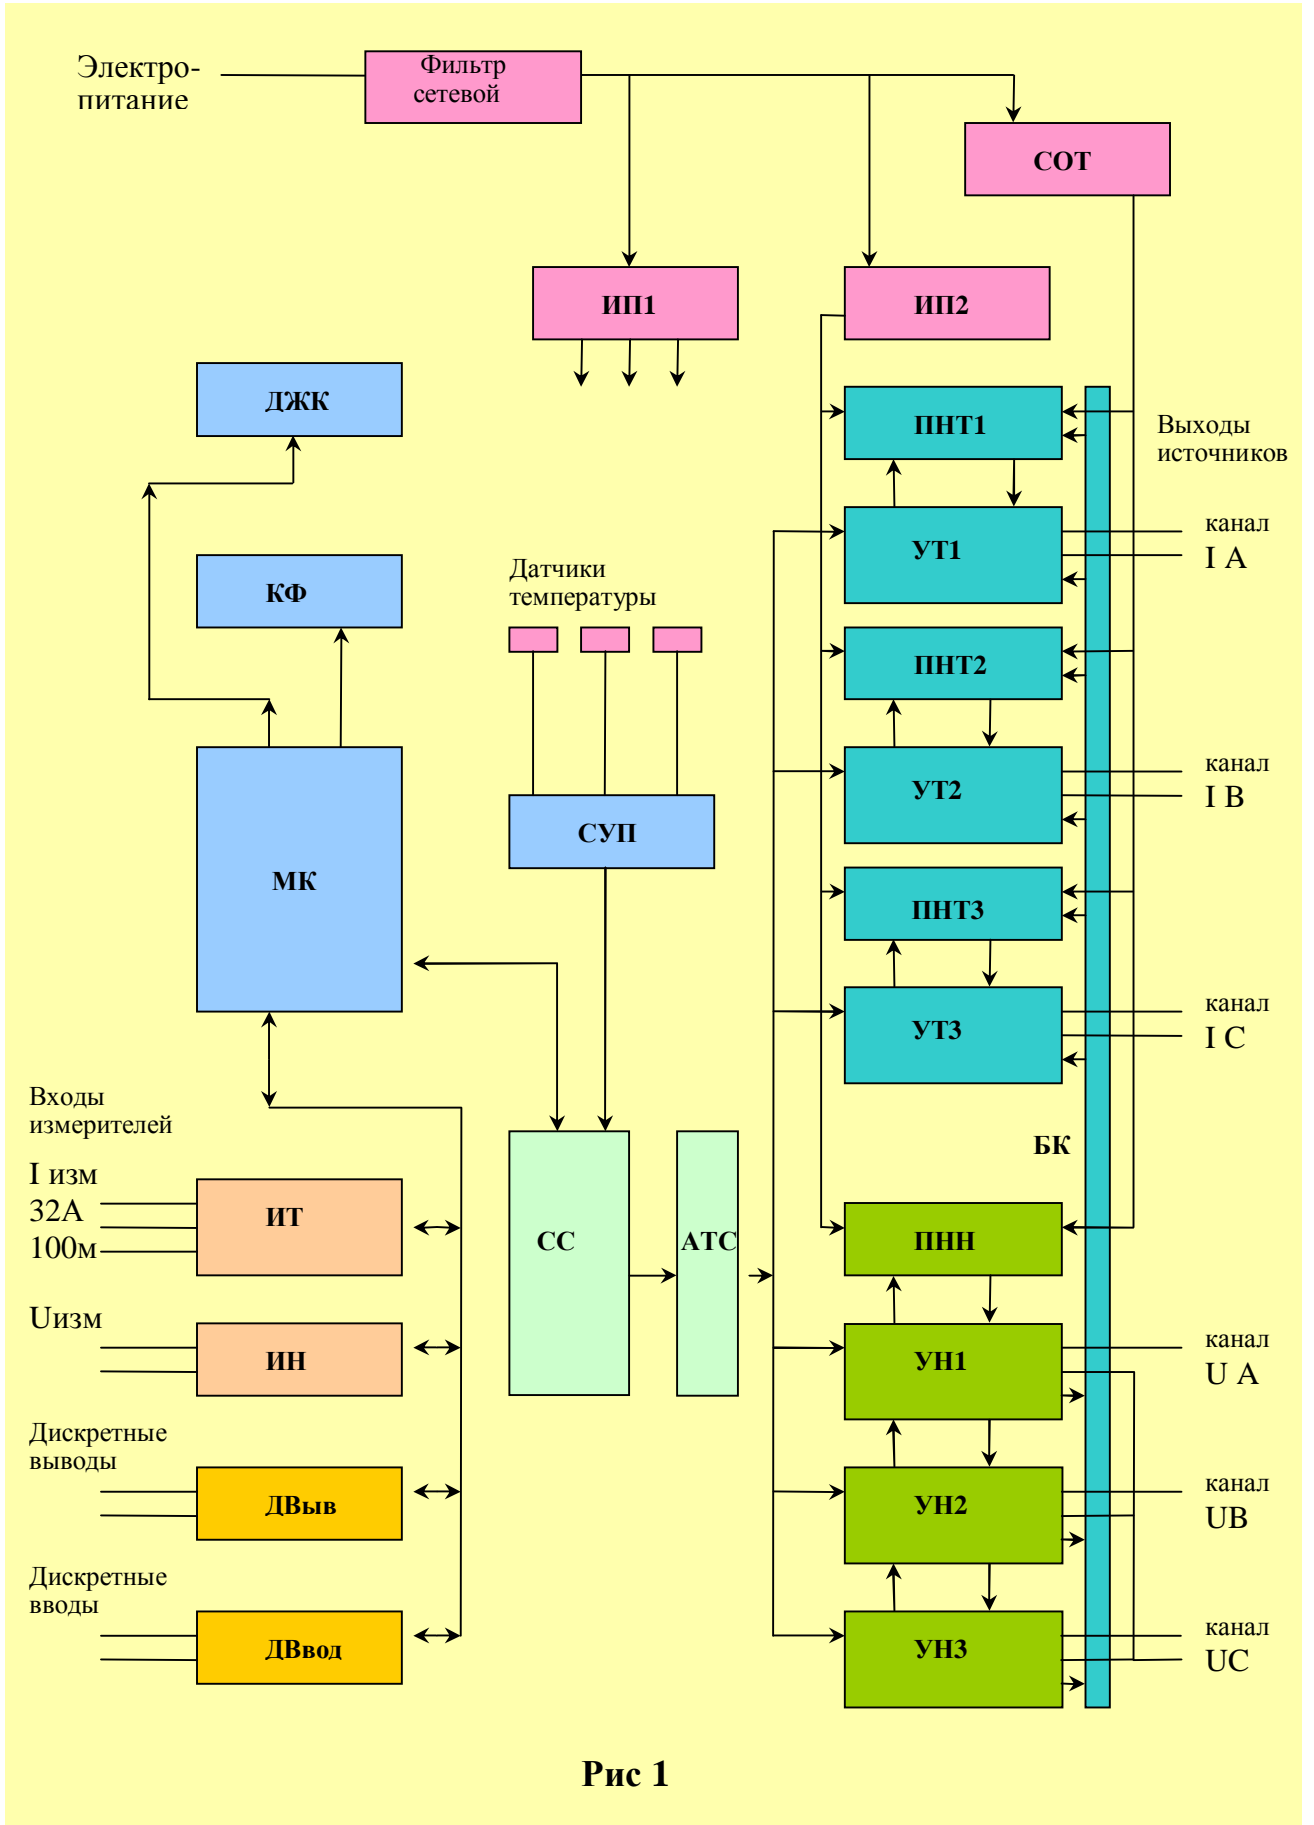 Электро-
питание
Фильтр
сетевой
СОТ
ИП1
ИП2
ДЖК
ПНТ1
Выходы
источников
УТ1
канал
I A
КФ
Датчики
температуры
ПНТ2
УТ2
канал
I B
СУП
МК
ПНТ3
УТ3
канал
I C
Входы
измерителей
БК
I изм
32А
100м
ИТ
СС
АТС
ПНН
Uизм
ИН
УН1
канал
U A
Дискретные
выводы
ДВыв
УН2
канал
UB
Дискретные
вводы
ДВвод
УН3
канал
UC
Рис 1